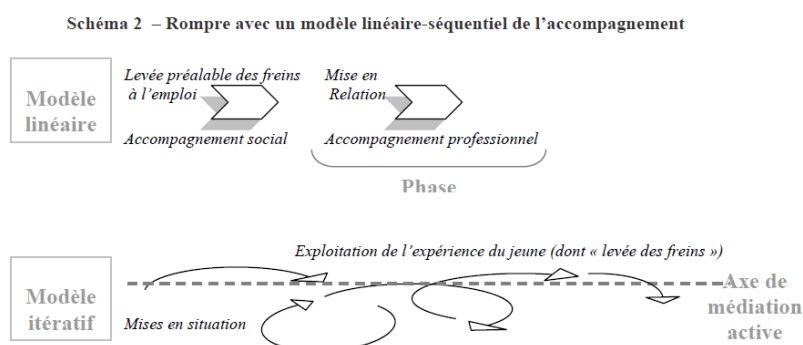 Schéma 2 – Rompre avec un modèle linéaire-séquentiel de l'accompagnement
Modèle
linéaire
Levée préalable des freins
à l'emploi
Accompagnement social
Mise en
Relation
Accompagnement professionnel
Phase
Modèle
itératif
Exploitation de l'expérience du jeune (dont « levée des freins »)
Mises en situation
Axe de
médiation
active